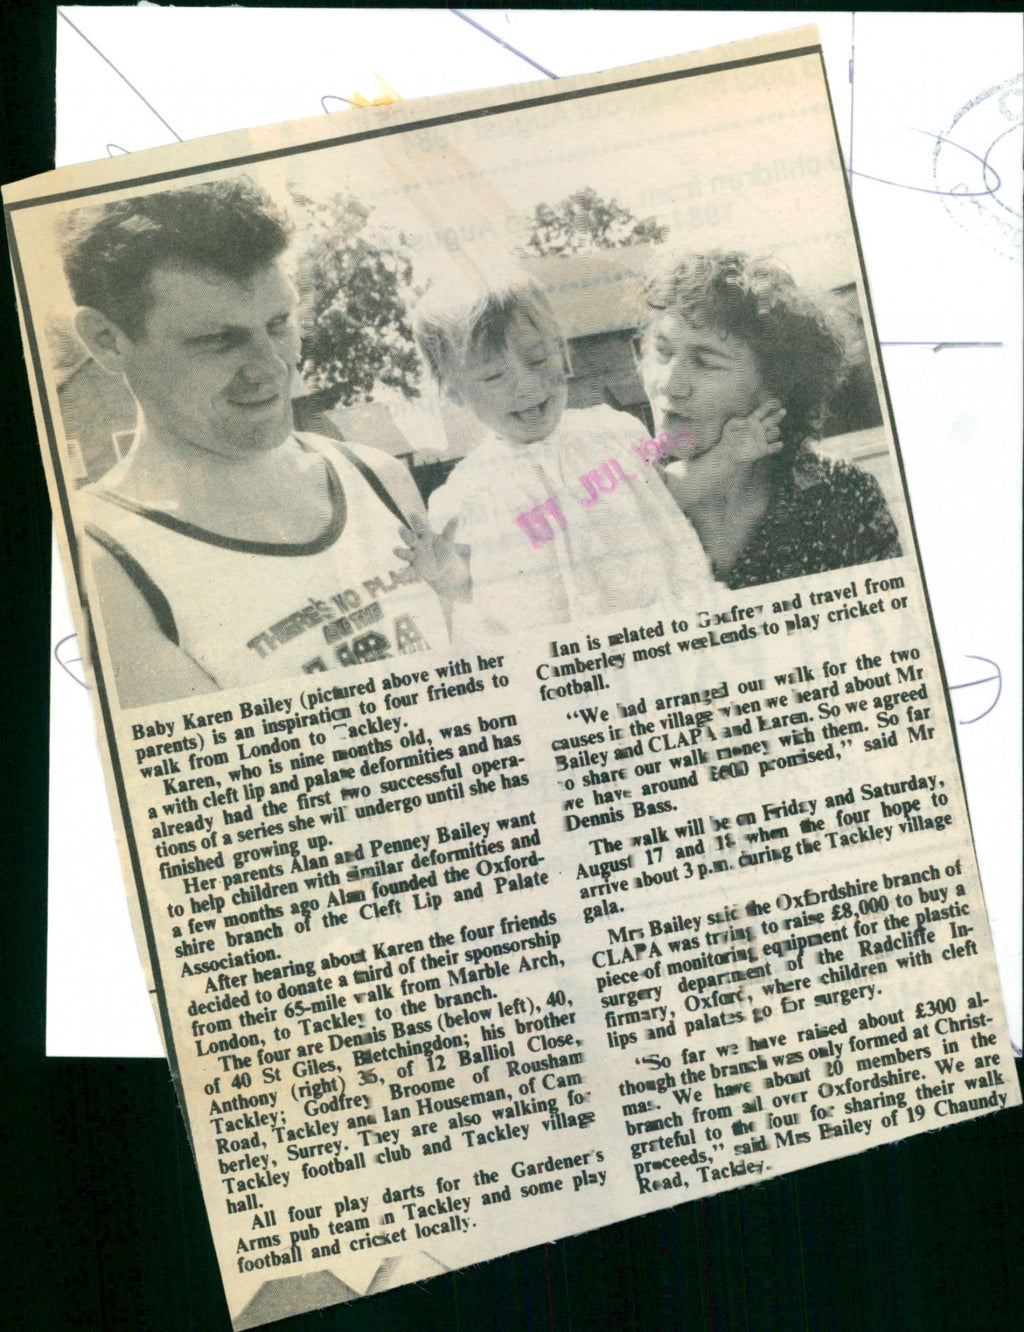 THERE'S NO PLA
JUL
Baby Karen Bailey (pictured above with her
parents) is an inspiration to four friends to
walk from London to Tackley.
Karen, who is nine months old, was born
a with cleft lip and palate deformities and has
already had the first two successful opera-
tions of a series she will undergo until she has
finished growing up.
Her parents Alan and Penney Bailey want
to help children with similar deformities and
a few months ago Alan founded the Oxford-
shire branch of the Cleft Lip and Palate
Association.
After hearing about Karen the four friends
decided to donate a third of their sponsorship
from their 65-mile walk from Marble Arch,
London, to Tackley to the branch.
The four are Dennis Bass (below left), 40,
of 40 St Giles, Bletchingdon; his brother
Anthony (right) 36, of 12 Balliol Close,
Tackley; Godfrey Broome of Rousham
Road, Tackley and Ian Houseman, of Cam
berley, Surrey. They are also walking for
Tackley football club and Tackley village
hall.
All four play darts for the Gardener's
Arms pub team in Tackley and some play
football and cricket locally.
Ian is related to Godfrey and travel from
Camberley most weekends to play cricket or
football.
"We had arranged our walk for the two
causes in the village when we heard about Mr
Bailey and CLAPA and Karen. So we agreed
to share our walk money with them. So far
we have around £600 promised," said Mr
Dennis Bass.
The walk will be on Friday and Saturday,
August 17 and 18 when the four hope to
arrive about 3 p.m. during the Tackley village
gala.
Mrs Bailey said the Oxfordshire branch of
CLAPA was trying to raise £8,000 to buy a
piece of monitoring equipment for the plastic
surgery department of the Radcliffe In-
firmary, Oxford, where children with cleft
lips and palates go for surgery.
"So far we have raised about £300 al-
though the branch was only formed at Christ-
mas. We have about 20 members in the
branch from all over Oxfordshire. We are
grateful to the four for sharing their walk
proceeds," said Mrs Bailey of 19 Chaundy
Road, Tackley.